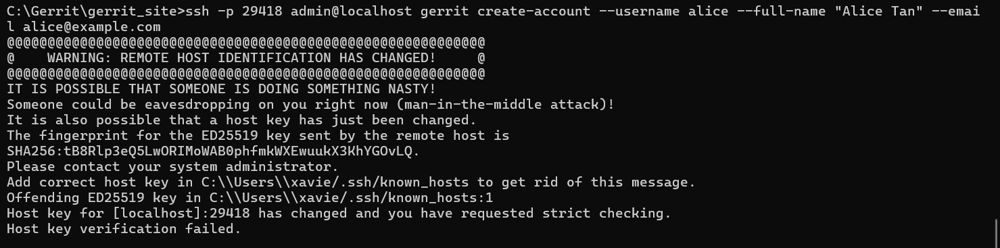 C:\Gerrit\gerrit_site>ssh -p 29418 admin@localhost gerrit create-account --username alice --full-name "Alice Tan" --emai
l alice@example.com
@@@@@@@@@@@@@@@@@@@@@@@@@@@@@@@@@@@@@@@@@@@@@@@@@@@@@@@@@@@
@    WARNING: REMOTE HOST IDENTIFICATION HAS CHANGED!     @
@@@@@@@@@@@@@@@@@@@@@@@@@@@@@@@@@@@@@@@@@@@@@@@@@@@@@@@@@@@
IT IS POSSIBLE THAT SOMEONE IS DOING SOMETHING NASTY!
Someone could be eavesdropping on you right now (man-in-the-middle attack)!
It is also possible that a host key has just been changed.
The fingerprint for the ED25519 key sent by the remote host is
SHA256:tB8Rlp3eQ5LwORIMoWAB0phfmkWXEwuukX3KhYGOvLQ.
Please contact your system administrator.
Add correct host key in C:\\Users\\xavie/.ssh/known_hosts to get rid of this message.
Offending ED25519 key in C:\\Users\\xavie/.ssh/known_hosts:1
Host key for [localhost]:29418 has changed and you have requested strict checking.
Host key verification failed.